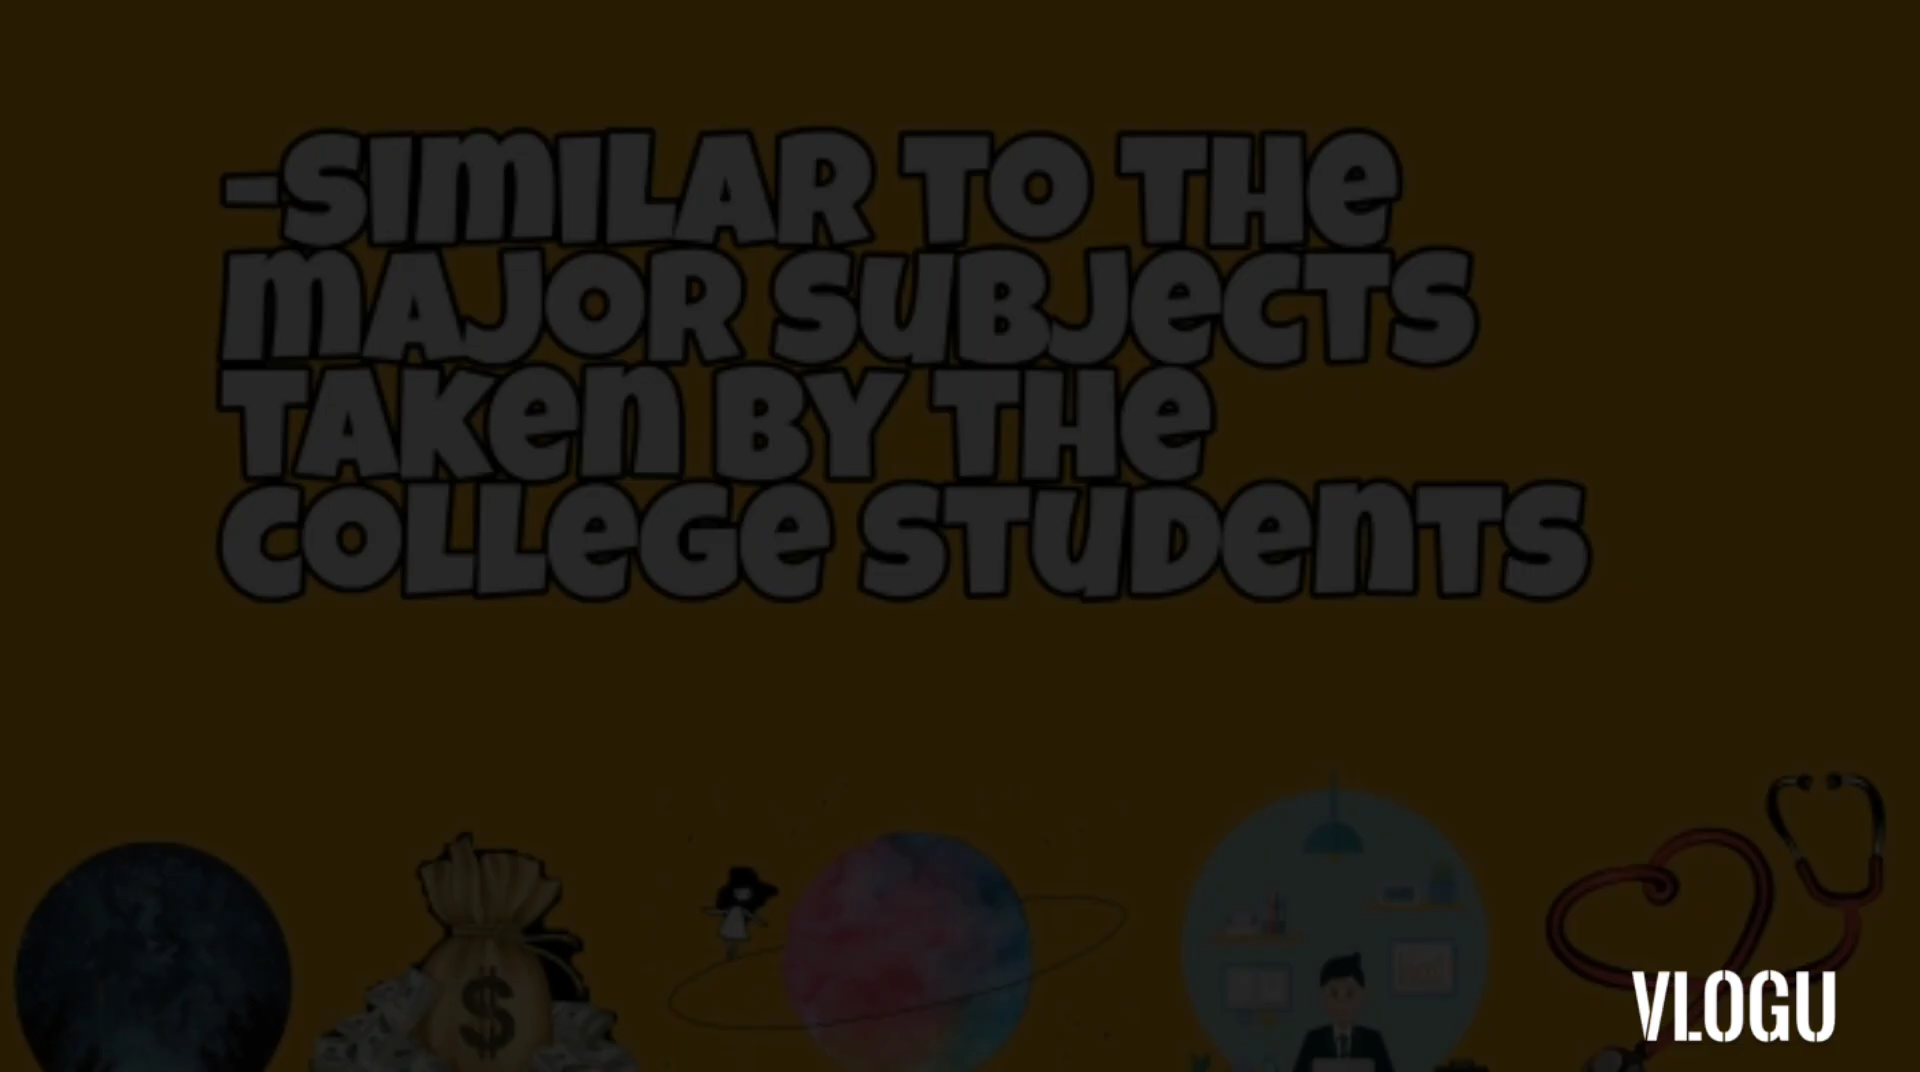 -SIMILAR TO THE
MAJOR SUBJECTS
TAKEN BY THE
COLLEGE STUDENTS
$
VLOGU